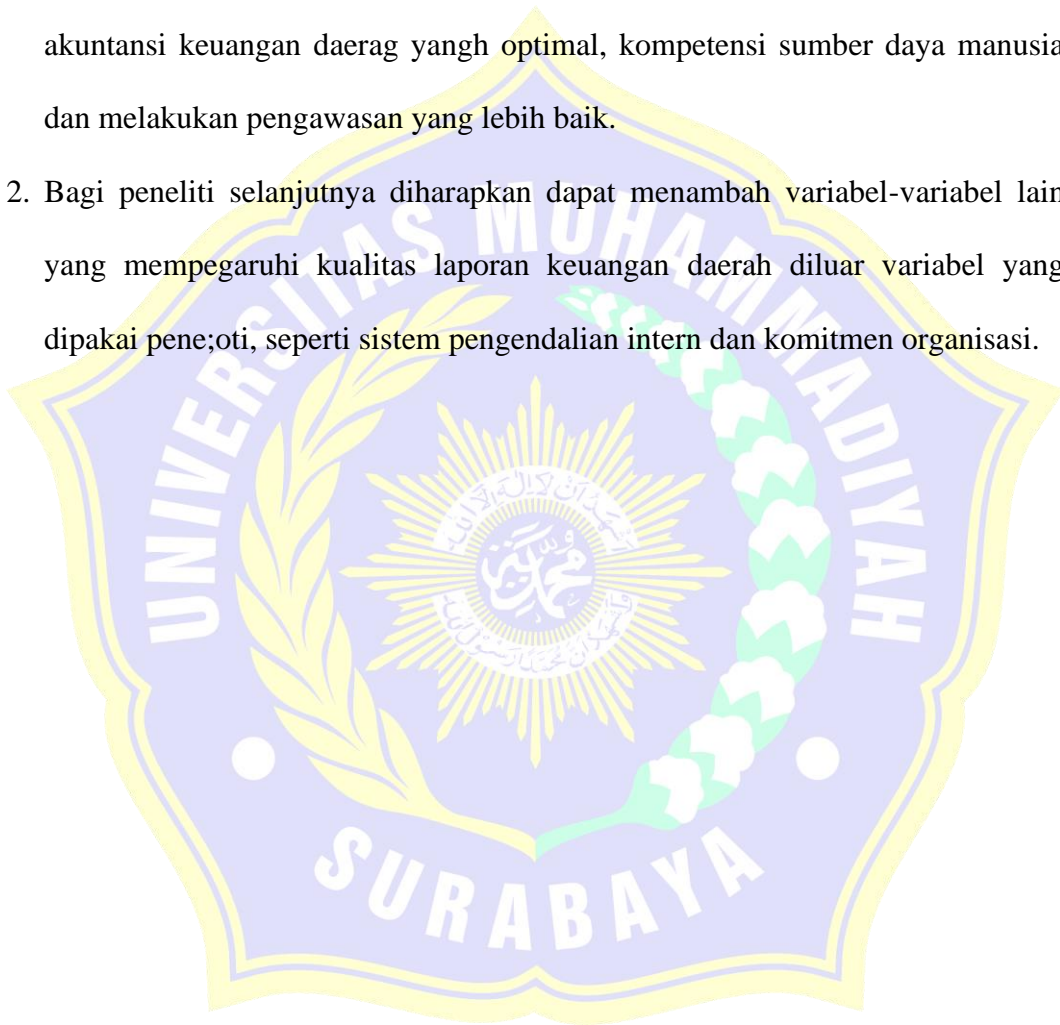 akuntansi keuangan daerag yangh optimal, kompetensi sumber daya manusia
dan melakukan pengawasan yang lebih baik.
2. Bagi peneliti selanjutnya diharapkan dapat menambah variabel-variabel lain
yang mempegaruhi kualitas laporan keuangan daerah diluar variabel yang
dipakai pene;oti, seperti sistem pengendalian intern dan komitmen organisasi.
UNIVERSITAS MUHAMMADIYAH
SURABAYA